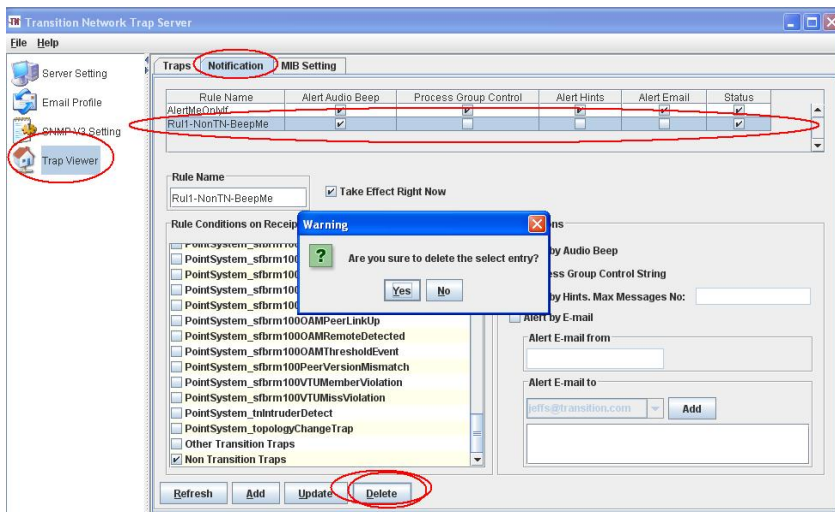 Transition Network Trap Server
File Help
Server Setting
Email Profile
SNMP V3 Setting
Trap Viewer
Traps Notification MIB Setting
Rule Name Alert Audio Beep Process Group Control Alert Hints Alert Email Status
AlertMeOnlyIf
Rul1-NonTN-BeepMe
Rule Name
Rul1-NonTN-BeepMe
Take Effect Right Now
Rule Conditions on Receip
Warning
Are you sure to delete the select entry?
Yes No
PointSystem_sfbrm100
PointSystem_sfbrm100
PointSystem_sfbrm100
PointSystem_sfbrm100
PointSystem_sfbrm100
PointSystem_sfbrm100OAMPeerLinkUp
PointSystem_sfbrm100OAMRemoteDetected
PointSystem_sfbrm100OAMThresholdEvent
PointSystem_sfbrm100PeerVersionMismatch
PointSystem_sfbrm100VTUMemberViolation
PointSystem_sfbrm100VTUMissViolation
PointSystem_tnIntruderDetect
PointSystem_topologyChangeTrap
Other Transition Traps
Non Transition Traps
ns
by Audio Beep
ess Group Control String
by Hints. Max Messages No:
Alert by E-mail
Alert E-mail from
Alert E-mail to
jeffs@transition.com Add
Refresh Add Update Delete